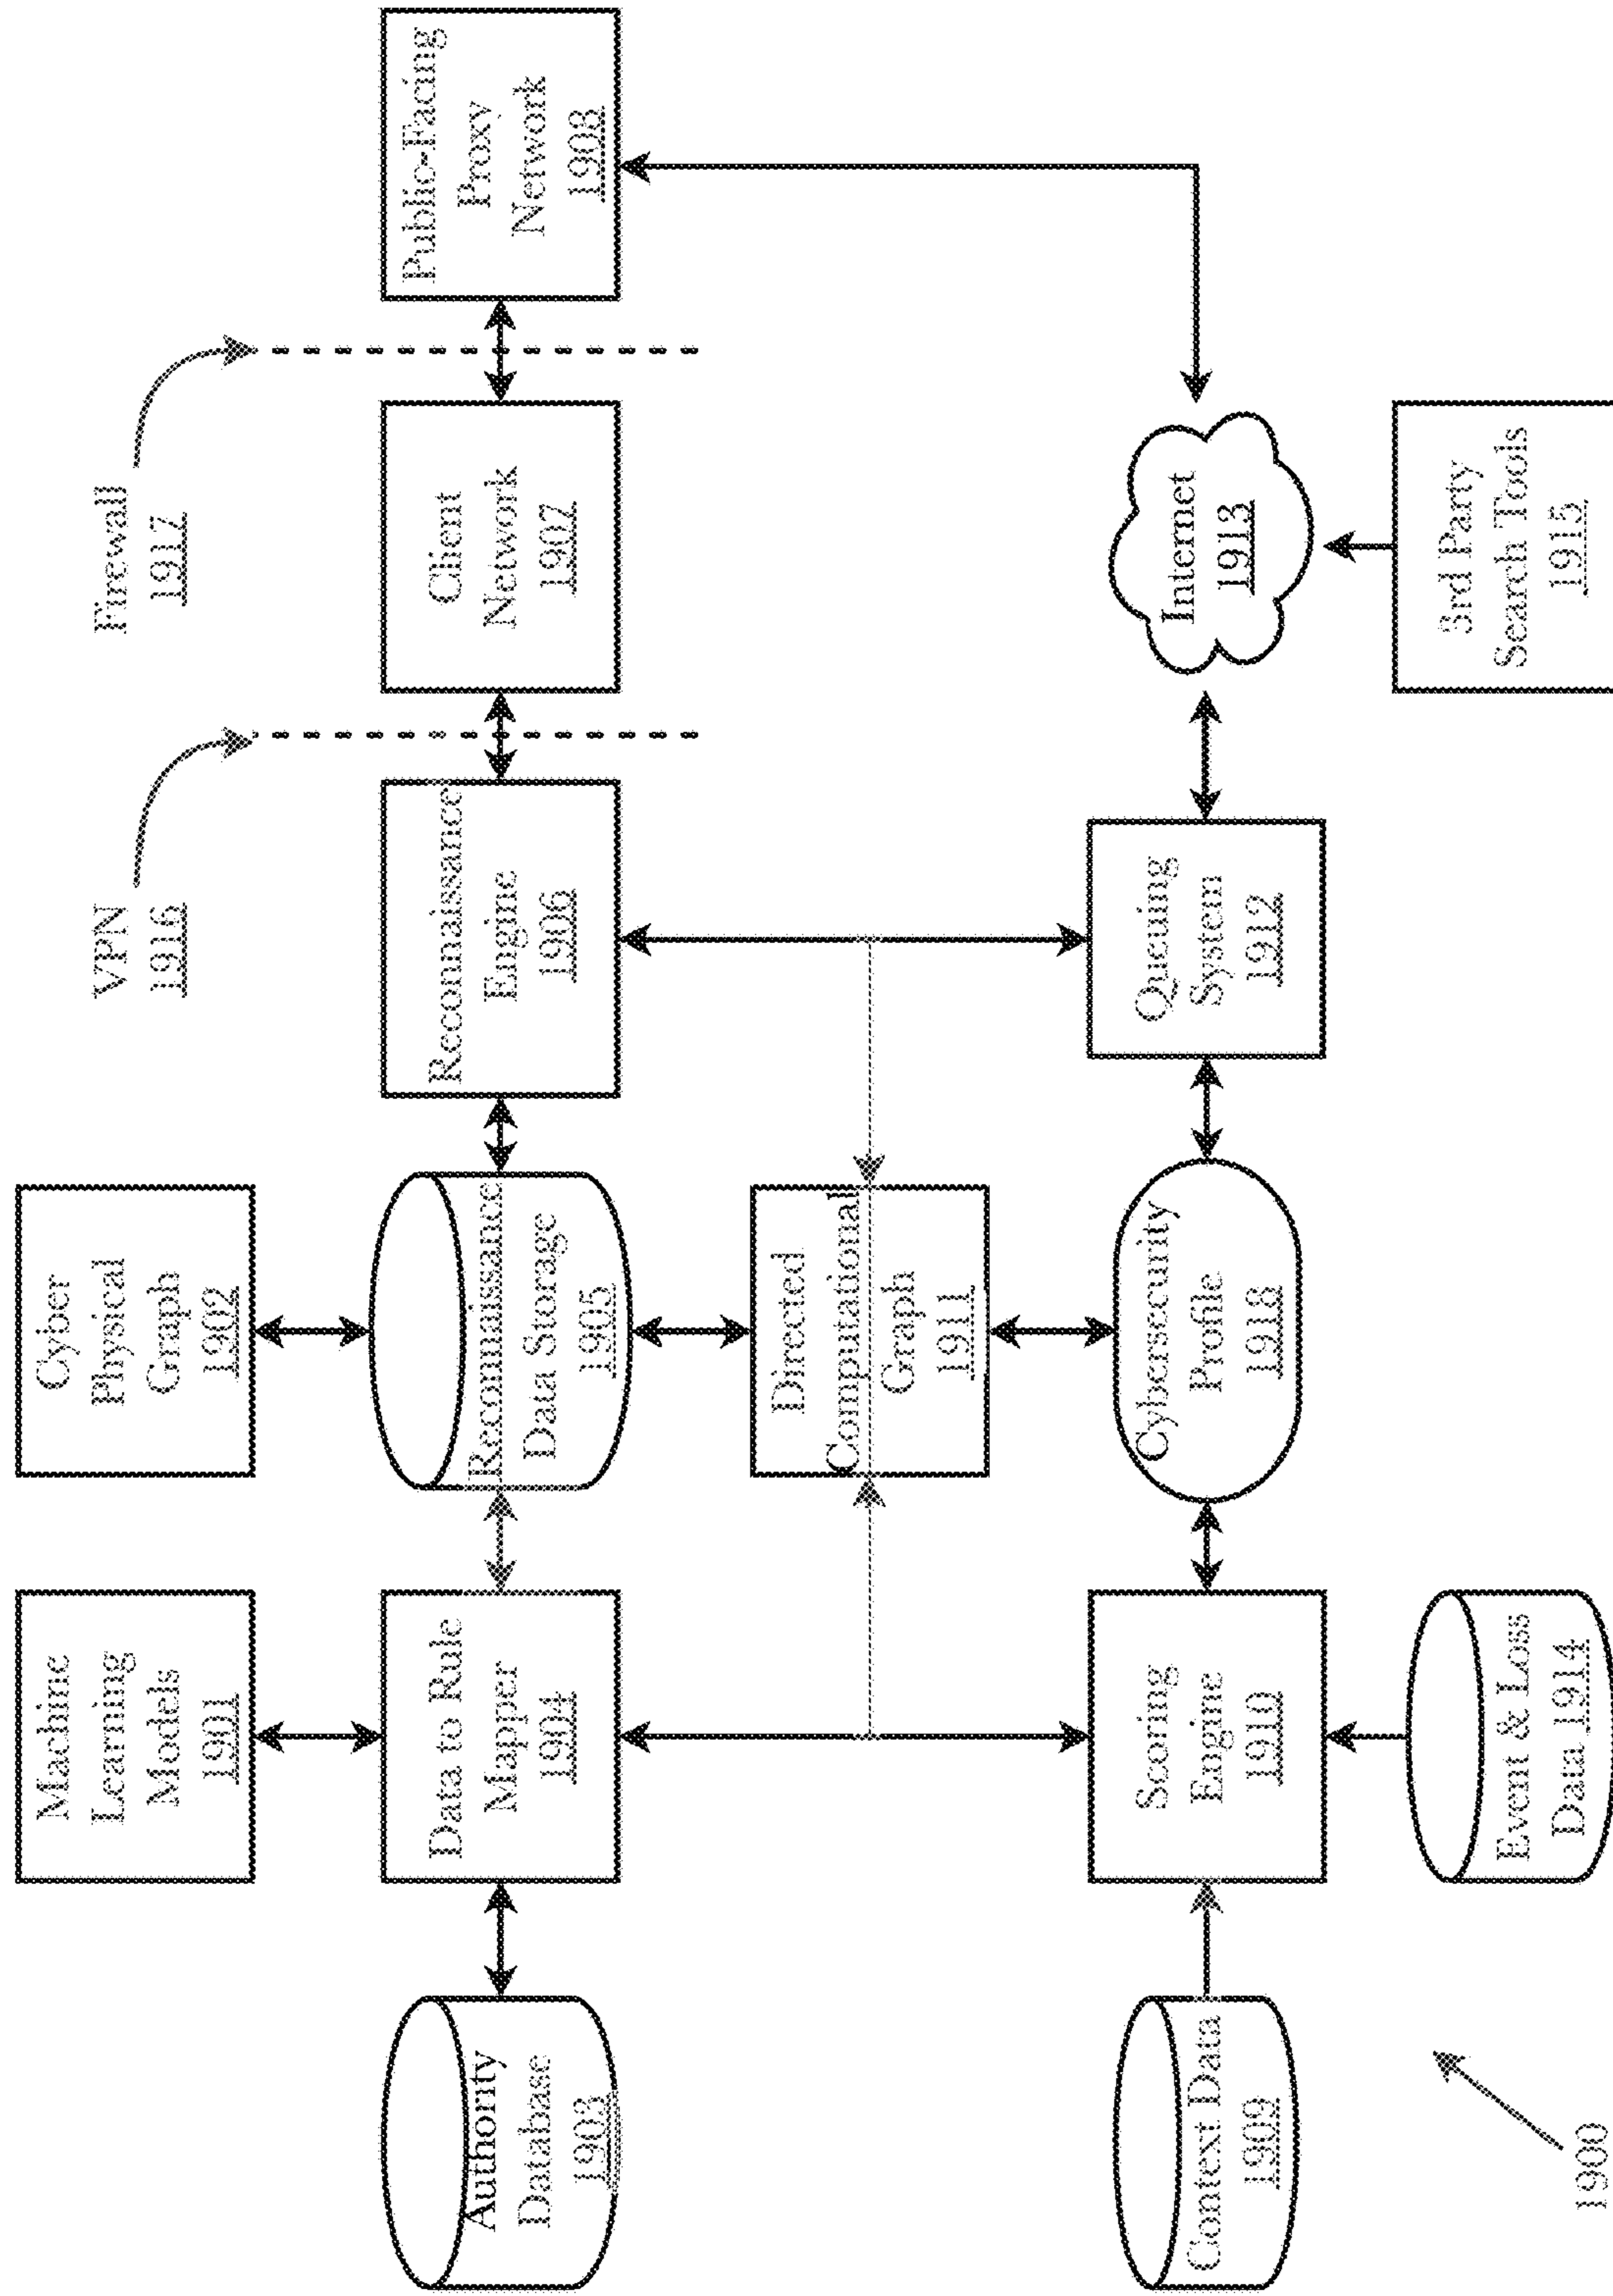 VPN
1916
Firewall
1917
Machine
Learning
Models
1901
Cyber
Physical
Graph
1902
Authority
Database
1903
Data to Rule
Mapper
1904
Reconnaissance
Data Storage
1905
Reconnaissance
Engine
1906
Client
Network
1907
Public-Facing
Proxy
Network
1908
Directed
Computational
Graph
1911
Context Data
1909
Scoring
Engine
1910
Cybersecurity
Profile
1918
Queuing
System
1912
Internet
1913
Event & Loss
Data 1914
3rd Party
Search Tools
1915
1900